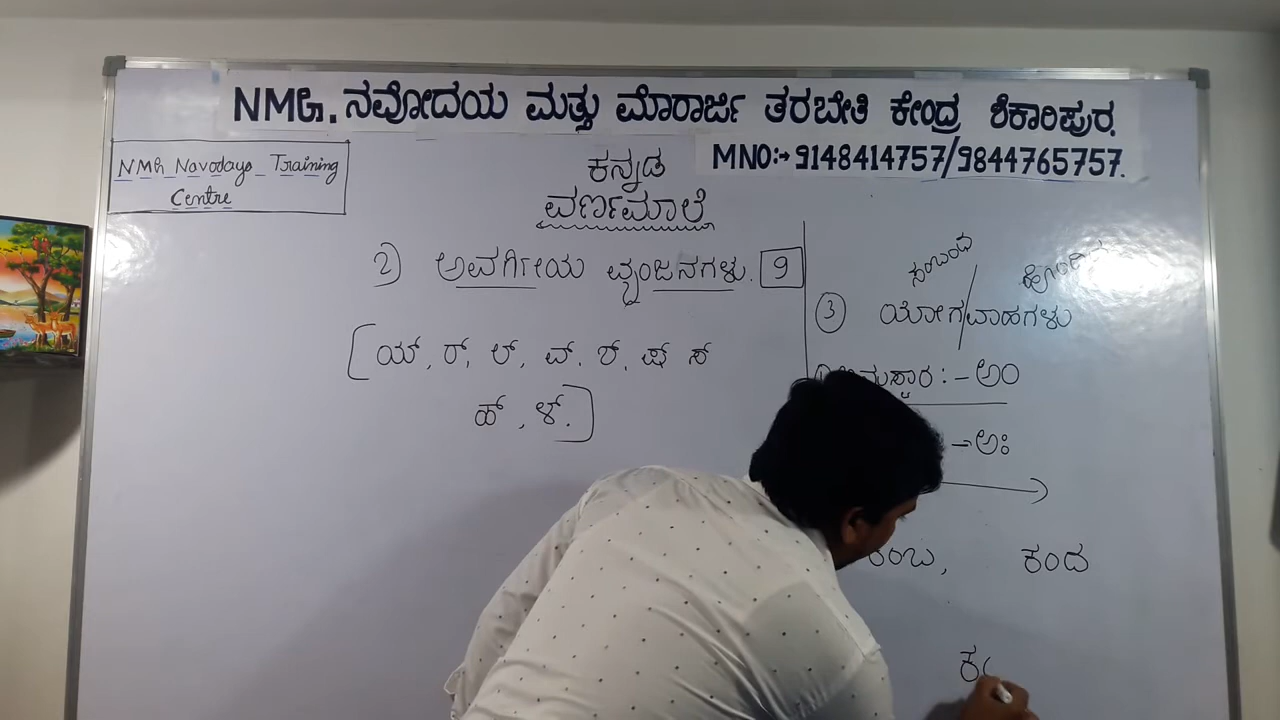 NMG. ನವೋದಯ ಮತ್ತು ಮೊರಾರ್ಜಿ ತರಬೇತಿ ಕೇಂದ್ರ ಶಿಕಾರಿಪುರ.
MNO:→ 9148414757/9844765757.
NMG Navodaya Training
Centre
ಕನ್ನಡ
ವರ್ಣಮಾಲೆ
2) ಅವರ್ಗೀಯ ವ್ಯಂಜನಗಳು. 9
[ಯ್, ರ್, ಲ್, ವ್, ಶ್, ಷ್ ಸ್
ಹ್, ಳ್.]
ಸಂಬಂಧ
3 ಯೋಗ/ವಾಹಗಳು
:- ಅಂ
- ಅಃ
ಕಂದ